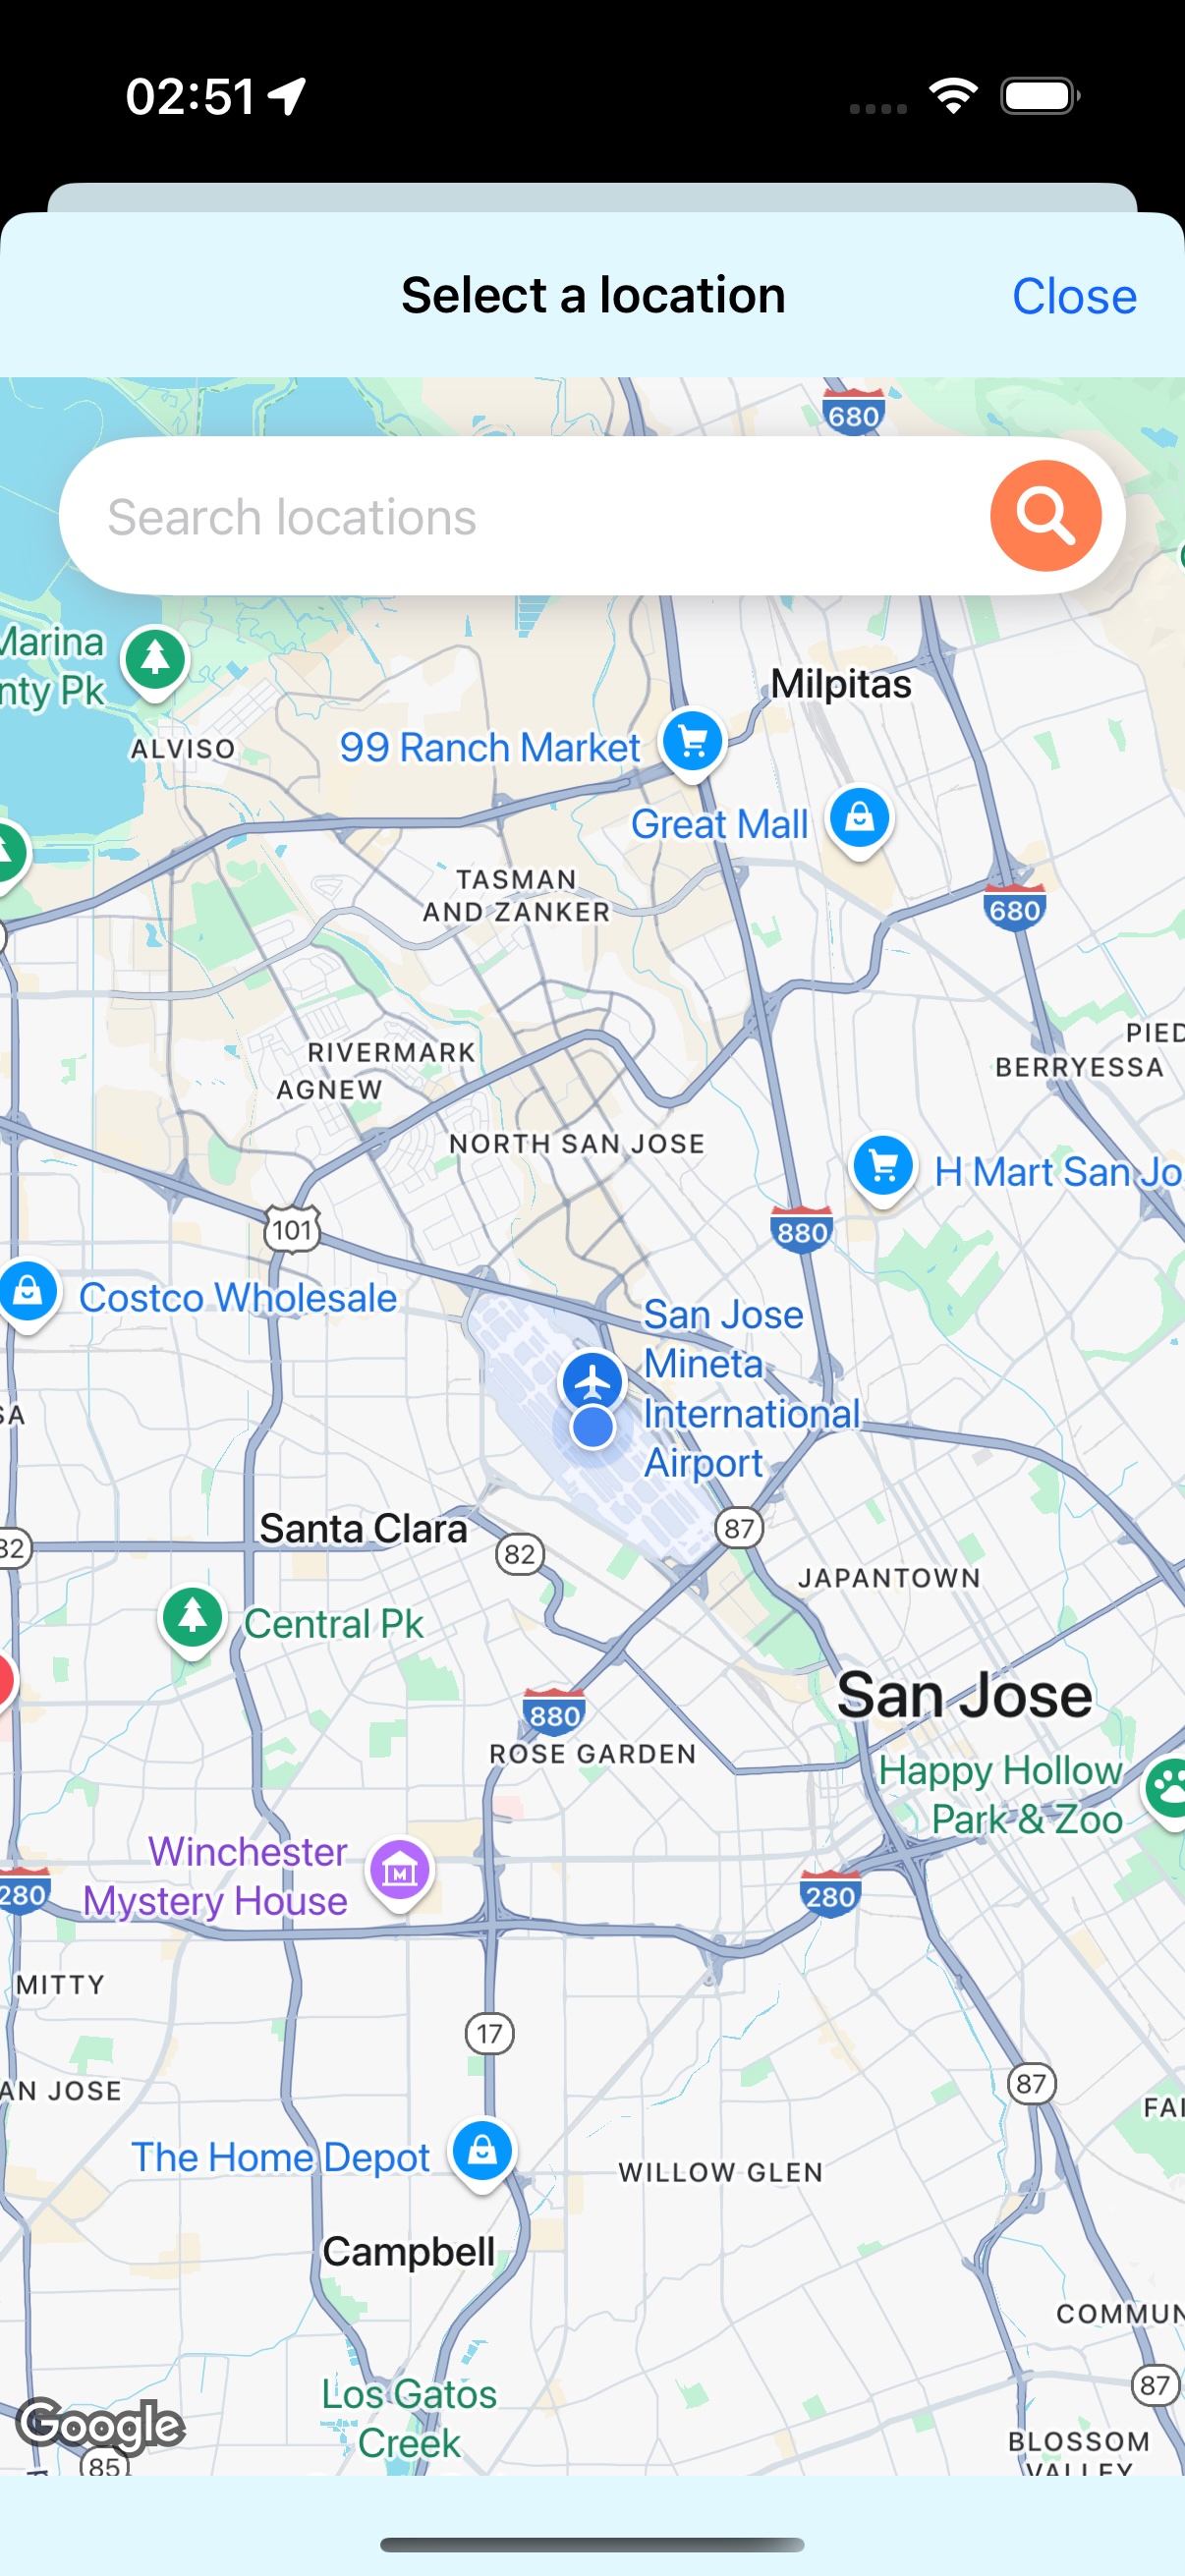 02:51
Select a location
Close
680
Search locations
Marina
nty Pk
Milpitas
ALVISO
99 Ranch Market
Great Mall
TASMAN
AND ZANKER
680
PIED
RIVERMARK
BERRYESSA
AGNEW
NORTH SAN JOSE
H Mart San Jo
101
880
Costco Wholesale
San Jose
Mineta
International
Airport
SA
Santa Clara
87
82
82
JAPANTOWN
Central Pk
San Jose
880
ROSE GARDEN
Happy Hollow
Park & Zoo
Winchester
Mystery House
M
280
280
MITTY
17
87
AN JOSE
FAI
The Home Depot
WILLOW GLEN
Campbell
COMMUN
87
Los Gatos
Creek
Google
BLOSSOM
VALLEY
85